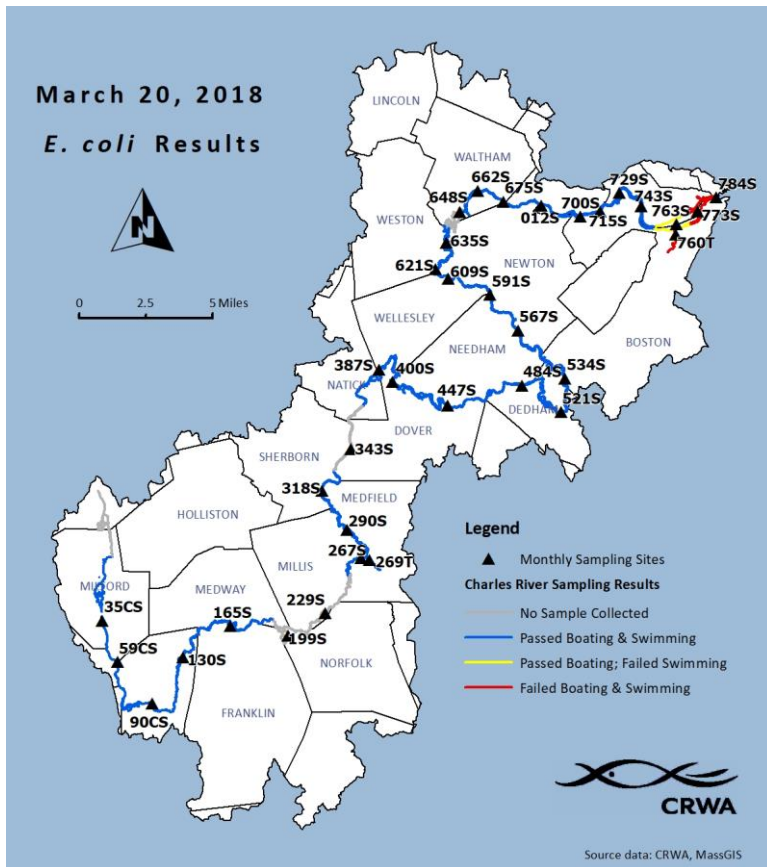 March 20, 2018
E. coli Results
N
0 2.5 5 Miles
LINCOLN
WALTHAM
662S
675S
729S
743S
784S
648S
012S
700S
715S
763S
773S
760T
WESTON
635S
NEWTON
621S
609S
591S
WELLESLEY
567S
NEEDHAM
BOSTON
387S
400S
484S
534S
NATICK
447S
521S
DEDHAM
DOVER
SHERBORN
343S
318S
MEDFIELD
HOLLISTON
290S
MILLIS
267S
269T
MILFORD
MEDWAY
35CS
165S
229S
199S
59CS
130S
NORFOLK
90CS
FRANKLIN
Legend
Monthly Sampling Sites
Charles River Sampling Results
No Sample Collected
Passed Boating & Swimming
Passed Boating; Failed Swimming
Failed Boating & Swimming
CRWA
Source data: CRWA, MassGIS